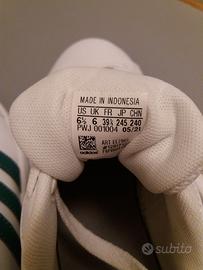 MADE IN INDONESIA
US UK FR JP CHN
6½ 6 39⅓ 245 240
PWJ 001004 05/21
adidas
subito